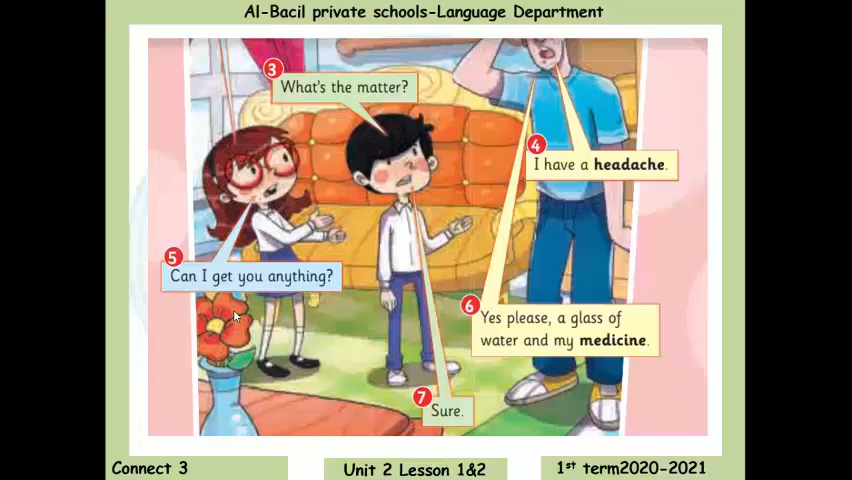 Al-Bacil private schools-Language Department
3
What's the matter?
4
I have a headache.
5
Can I get you anything?
6
Yes please, a glass of
water and my medicine.
7
Sure.
Connect 3
Unit 2 Lesson 1&2
1st term2020-2021